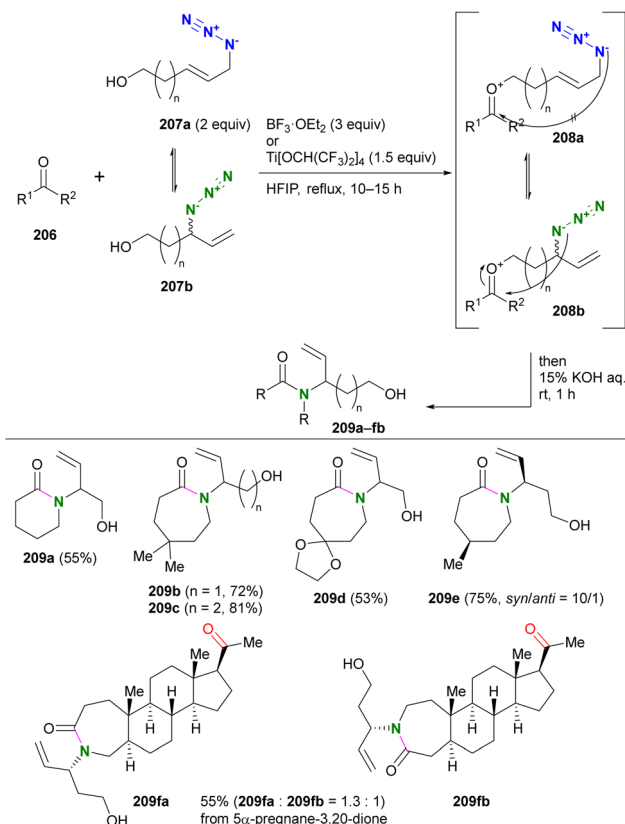 N N+ N-
HO
n
207a (2 equiv)
BF3·OEt2 (3 equiv)
or
Ti[OCH(CF3)2]4 (1.5 equiv)
HFIP, reflux, 10–15 h
O
R1 R2
206
+
N- N+ N
HO
n
207b
N N+ N-
O+
n
R1 R2
208a
N- N+ N
O+
n
R1 R2
208b
then
15% KOH aq.
rt, 1 h
O
R N OH
n
R
209a–fb
O
N
OH
209a (55%)
O OH
N
n
Me
Me
209b (n = 1, 72%)
209c (n = 2, 81%)
O
N
OH
O O
209d (53%)
O
N
OH
Me
209e (75%, syn/anti = 10/1)
O
Me
Me
Me H
O
N
H H
H
OH
209fa
O
Me
HO
Me
Me H
N
H H
H
O
209fb
55% (209fa : 209fb = 1.3 : 1)
from 5α-pregnane-3,20-dione